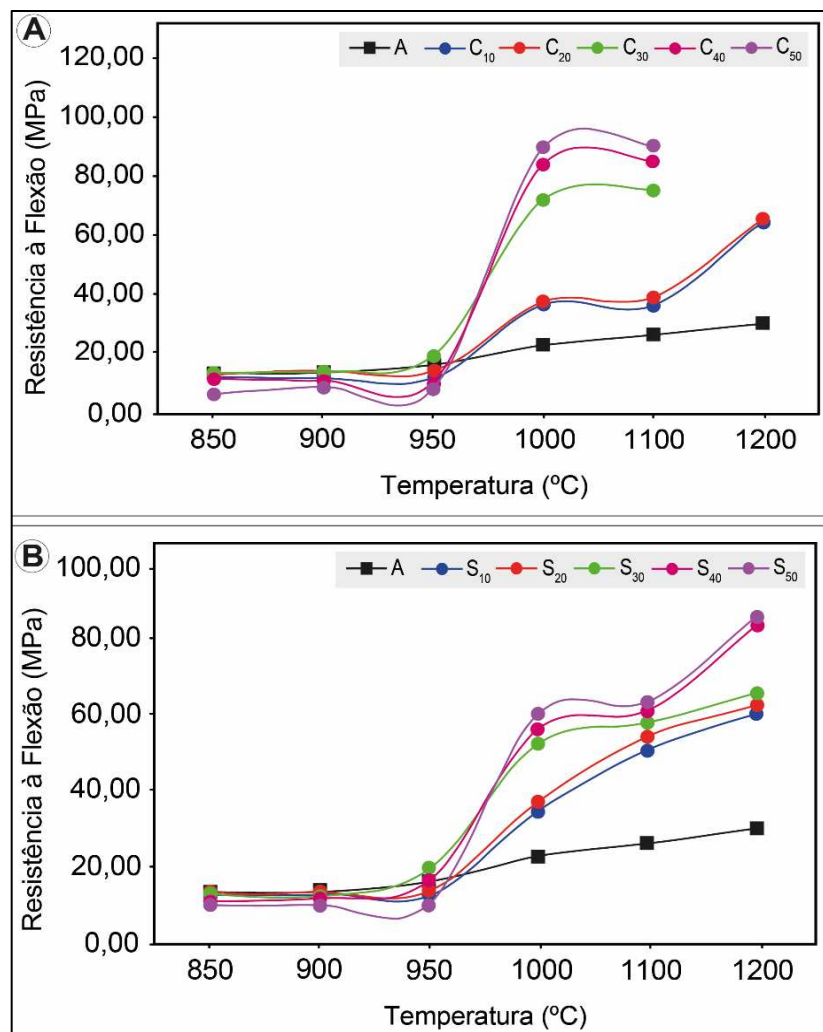 A
A C₁₀ C₂₀ C₃₀ C₄₀ C₅₀
Resistência à Flexão (MPa)
120,00
100,00
80,00
60,00
40,00
20,00
0,00
850 900 950 1000 1100 1200
Temperatura (ºC)
B
A S₁₀ S₂₀ S₃₀ S₄₀ S₅₀
Resistência à Flexão (MPa)
100,00
80,00
60,00
40,00
20,00
0,00
850 900 950 1000 1100 1200
Temperatura (ºC)